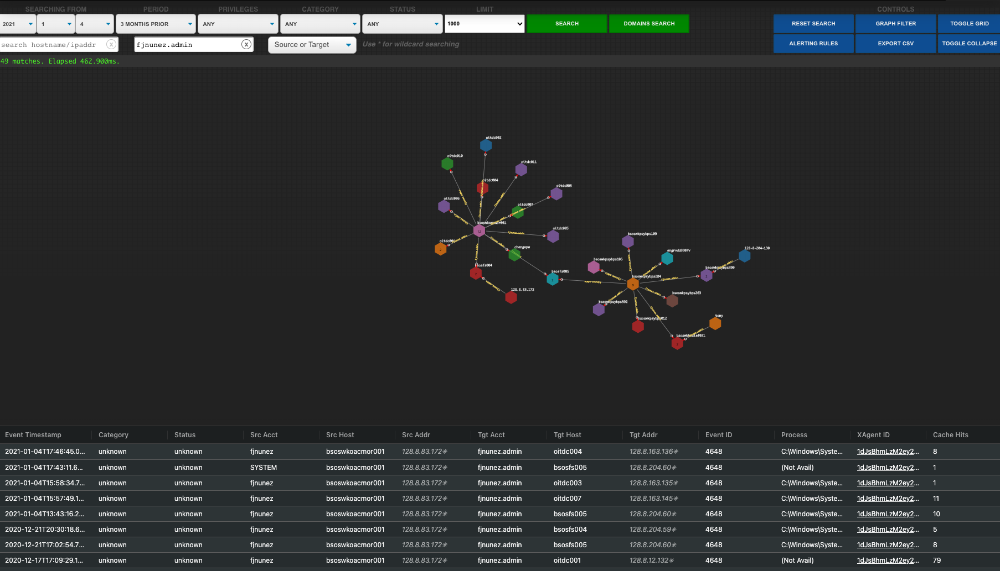 SEARCHING FROM PERIOD PRIVILEGES CATEGORY STATUS LIMIT CONTROLS
2021 1 4 3 MONTHS PRIOR ANY ANY ANY 1000 SEARCH DOMAINS SEARCH RESET SEARCH GRAPH FILTER TOGGLE GRID
search hostname/ipaddr x fjnunez.admin x Source or Target Use * for wildcard searching ALERTING RULES EXPORT CSV TOGGLE COLLAPSE
49 matches. Elapsed 462.900ms.
oitdc002
oitdc010
oitdc011
oitdc004
oitdc003
oitdc006
oitdc007
12
oitdc005
bsoswkpsybps109
2
changepw
engrvdd9307v
128-8-204-130
bsoswkpsybps106
bsosfs004
2
bsoswkpsybps390
2
bsosfs005
2
bsoswkpsybps284
9
128.8.83.172
bsoswkpsybps263
bsoswkpsybps392
tony
bsoswkpsybps012
2
Event Timestamp Category Status Src Acct Src Host Src Addr Tgt Acct Tgt Host Tgt Addr Event ID Process XAgent ID Cache Hits
2021-01-04T17:46:45.0... unknown unknown fjnunez bsoswkoacmor001 128.8.83.172* fjnunez.admin oitdc004 128.8.163.136* 4648 C:\Windows\Syste... 1dJsBhmLzM2ey2... 8
2021-01-04T17:43:11.6... unknown unknown SYSTEM bsoswkoacmor001 128.8.83.172* fjnunez.admin bsosfs005 128.8.204.60* 4648 (Not Avail) 1dJsBhmLzM2ey2... 1
2021-01-04T15:58:34.7... unknown unknown fjnunez bsoswkoacmor001 128.8.83.172* fjnunez.admin oitdc003 128.8.163.135* 4648 C:\Windows\Syste... 1dJsBhmLzM2ey2... 1
2021-01-04T15:57:49.1... unknown unknown fjnunez bsoswkoacmor001 128.8.83.172* fjnunez.admin oitdc007 128.8.163.145* 4648 C:\Windows\Syste... 1dJsBhmLzM2ey2... 11
2021-01-04T13:43:16.2... unknown unknown fjnunez bsoswkoacmor001 128.8.83.172* fjnunez.admin bsosfs005 128.8.204.60* 4648 C:\Windows\Syste... 1dJsBhmLzM2ey2... 10
2020-12-21T20:30:18.6... unknown unknown fjnunez bsoswkoacmor001 128.8.83.172* fjnunez.admin bsosfs004 128.8.204.59* 4648 C:\Windows\Syste... 1dJsBhmLzM2ey2... 5
2020-12-21T17:02:54.7... unknown unknown fjnunez bsoswkoacmor001 128.8.83.172* fjnunez.admin bsosfs005 128.8.204.60* 4648 C:\Windows\Syste... 1dJsBhmLzM2ey2... 8
2020-12-17T17:09:29.1... unknown unknown fjnunez bsoswkoacmor001 128.8.83.172* fjnunez.admin oitdc001 128.8.12.132* 4648 (Not Avail) 1dJsBhmLzM2ey2... 79